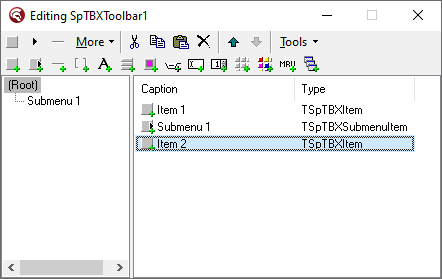 Editing SpTBXToolbar1
More Tools
A MRU
(Root)
Submenu 1
Caption Type
Item 1 TSpTBXItem
Submenu 1 TSpTBXSubmenuItem
Item 2 TSpTBXItem